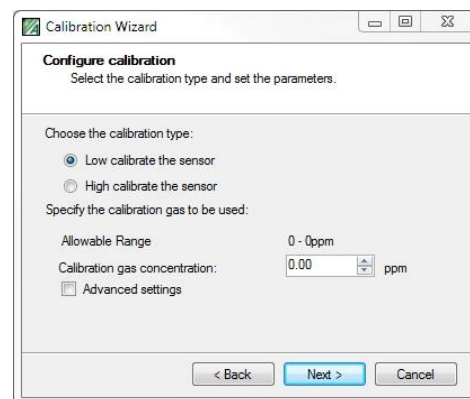 Calibration Wizard
Configure calibration
Select the calibration type and set the parameters.
Choose the calibration type:
Low calibrate the sensor
High calibrate the sensor
Specify the calibration gas to be used:
Allowable Range 0 - 0ppm
Calibration gas concentration: 0.00 ppm
Advanced settings
< Back Next > Cancel